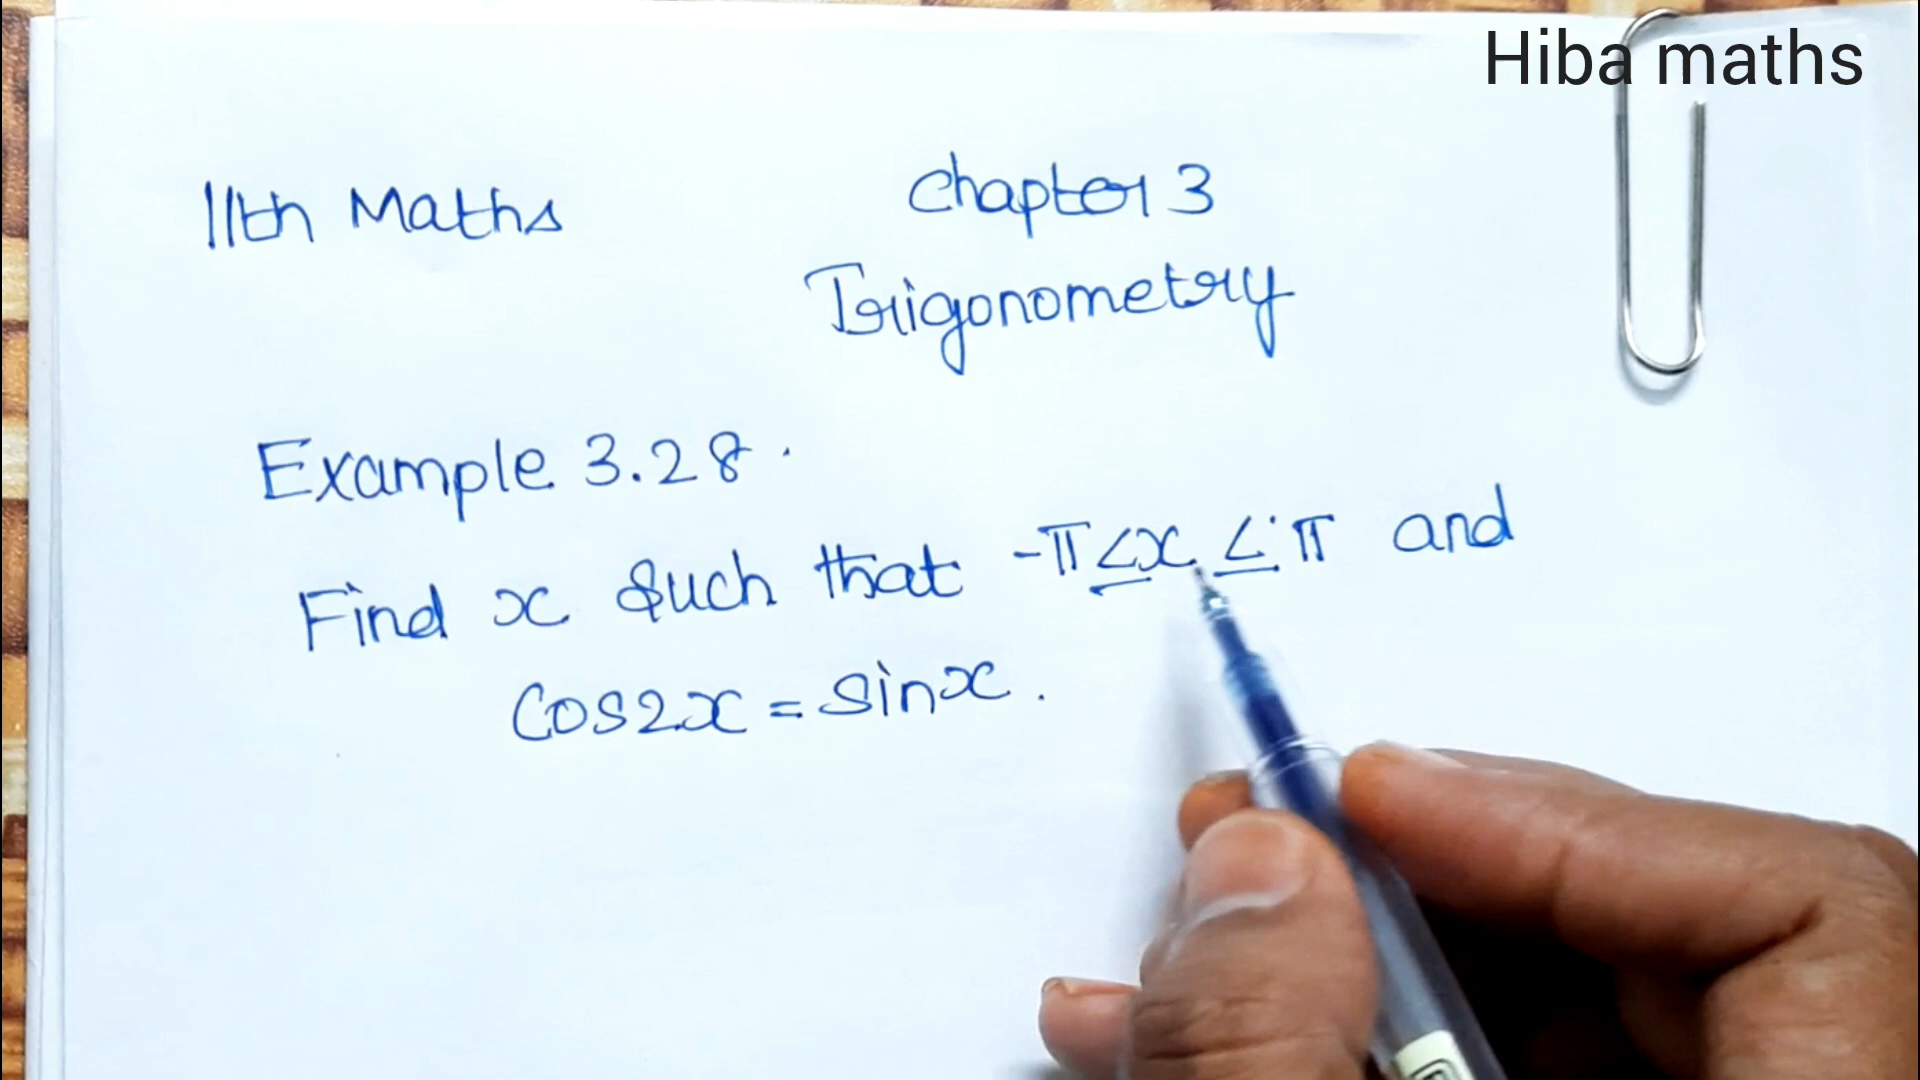 Hiba maths
11th Maths
Chapter 3
Trigonometry
Example 3.28.
Find x such that -π≤x≤π and
Cos2x = Sinx.